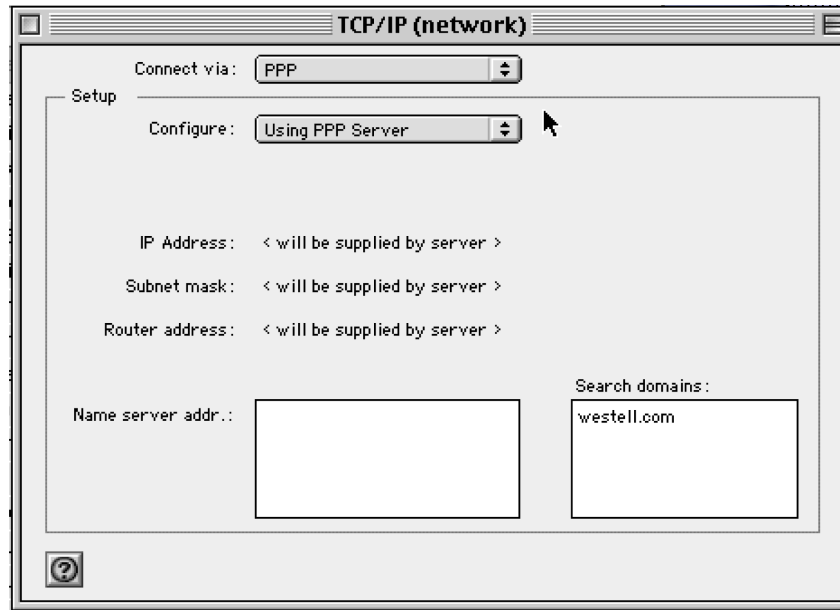 TCP/IP (network)
Connect via: PPP
Setup
Configure: Using PPP Server
IP Address: < will be supplied by server >
Subnet mask: < will be supplied by server >
Router address: < will be supplied by server >
Search domains:
Name server addr.: westell.com
?